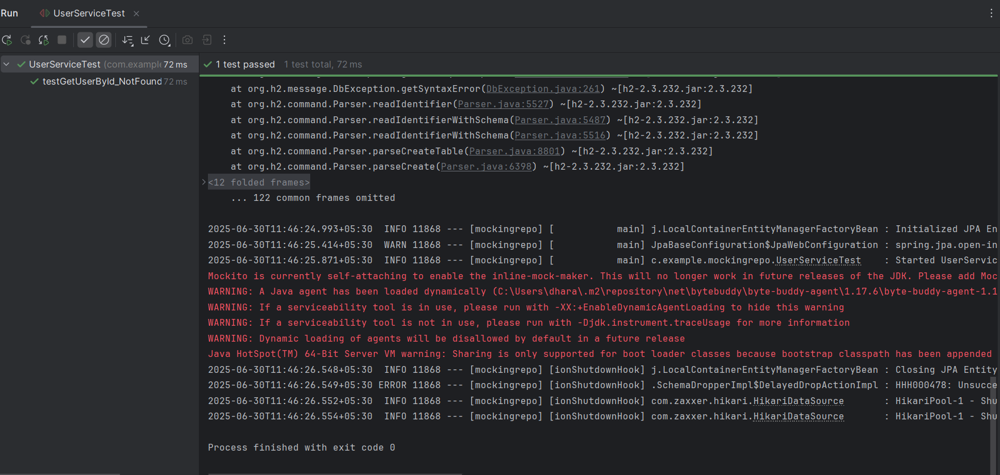 Run
UserServiceTest
UserServiceTest (com.example 72 ms
testGetUserById_NotFound 72 ms
1 test passed 1 test total, 72 ms
at org.h2.message.DbException.getSyntaxError(DbException.java:261) ~[h2-2.3.232.jar:2.3.232]
at org.h2.command.Parser.readIdentifier(Parser.java:5527) ~[h2-2.3.232.jar:2.3.232]
at org.h2.command.Parser.readIdentifierWithSchema(Parser.java:5487) ~[h2-2.3.232.jar:2.3.232]
at org.h2.command.Parser.readIdentifierWithSchema(Parser.java:5516) ~[h2-2.3.232.jar:2.3.232]
at org.h2.command.Parser.parseCreateTable(Parser.java:8801) ~[h2-2.3.232.jar:2.3.232]
at org.h2.command.Parser.parseCreate(Parser.java:6398) ~[h2-2.3.232.jar:2.3.232]
<12 folded frames>
... 122 common frames omitted
2025-06-30T11:46:24.993+05:30  INFO 11868 --- [mockingrepo] [           main] j.LocalContainerEntityManagerFactoryBean : Initialized JPA En
2025-06-30T11:46:25.414+05:30  WARN 11868 --- [mockingrepo] [           main] JpaBaseConfiguration$JpaWebConfiguration : spring.jpa.open-in
2025-06-30T11:46:25.871+05:30  INFO 11868 --- [mockingrepo] [           main] c.example.mockingrepo.UserServiceTest    : Started UserServic
Mockito is currently self-attaching to enable the inline-mock-maker. This will no longer work in future releases of the JDK. Please add Moc
WARNING: A Java agent has been loaded dynamically (C:\Users\dhara\.m2\repository\net\bytebuddy\byte-buddy-agent\1.17.6\byte-buddy-agent-1.1
WARNING: If a serviceability tool is in use, please run with -XX:+EnableDynamicAgentLoading to hide this warning
WARNING: If a serviceability tool is not in use, please run with -Djdk.instrument.traceUsage for more information
WARNING: Dynamic loading of agents will be disallowed by default in a future release
Java HotSpot(TM) 64-Bit Server VM warning: Sharing is only supported for boot loader classes because bootstrap classpath has been appended
2025-06-30T11:46:26.548+05:30  INFO 11868 --- [mockingrepo] [ionShutdownHook] j.LocalContainerEntityManagerFactoryBean : Closing JPA Entity
2025-06-30T11:46:26.549+05:30 ERROR 11868 --- [mockingrepo] [ionShutdownHook] .SchemaDropperImpl$DelayedDropActionImpl : HHH000478: Unsucce
2025-06-30T11:46:26.552+05:30  INFO 11868 --- [mockingrepo] [ionShutdownHook] com.zaxxer.hikari.HikariDataSource       : HikariPool-1 - Shu
2025-06-30T11:46:26.554+05:30  INFO 11868 --- [mockingrepo] [ionShutdownHook] com.zaxxer.hikari.HikariDataSource       : HikariPool-1 - Shu
Process finished with exit code 0